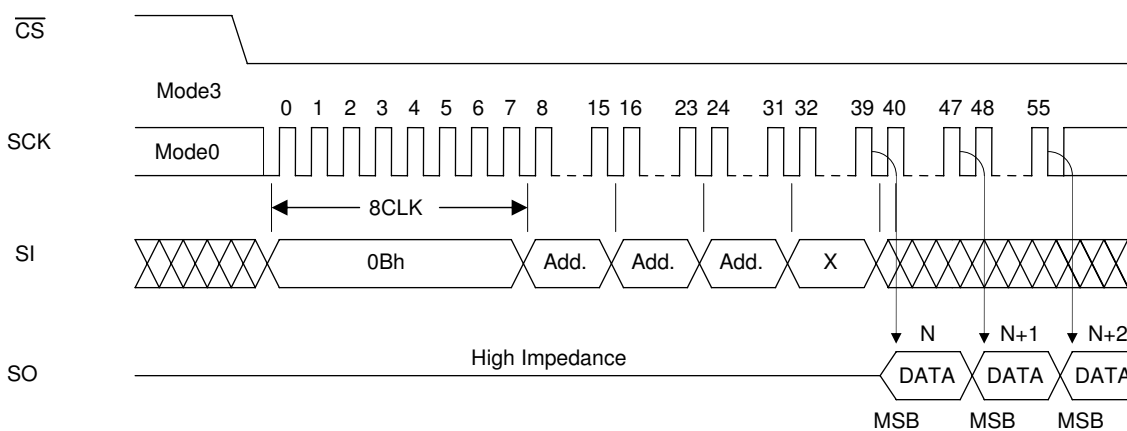 CS
Mode3
0 1 2 3 4 5 6 7 8 15 16 23 24 31 32 39 40 47 48 55
SCK
Mode0
8CLK
SI
0Bh Add. Add. Add. X
N N+1 N+2
High Impedance
SO
DATA DATA DATA
MSB MSB MSB